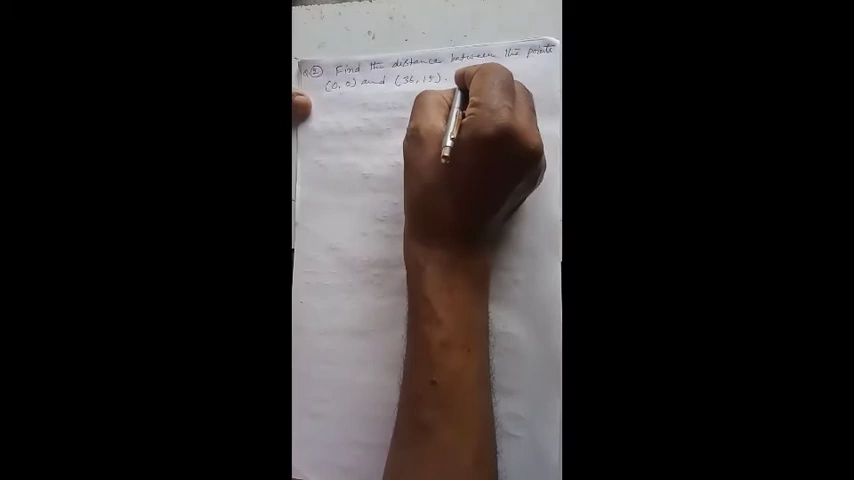 Q② Find the distance between the points
(0,0) and (36,15).